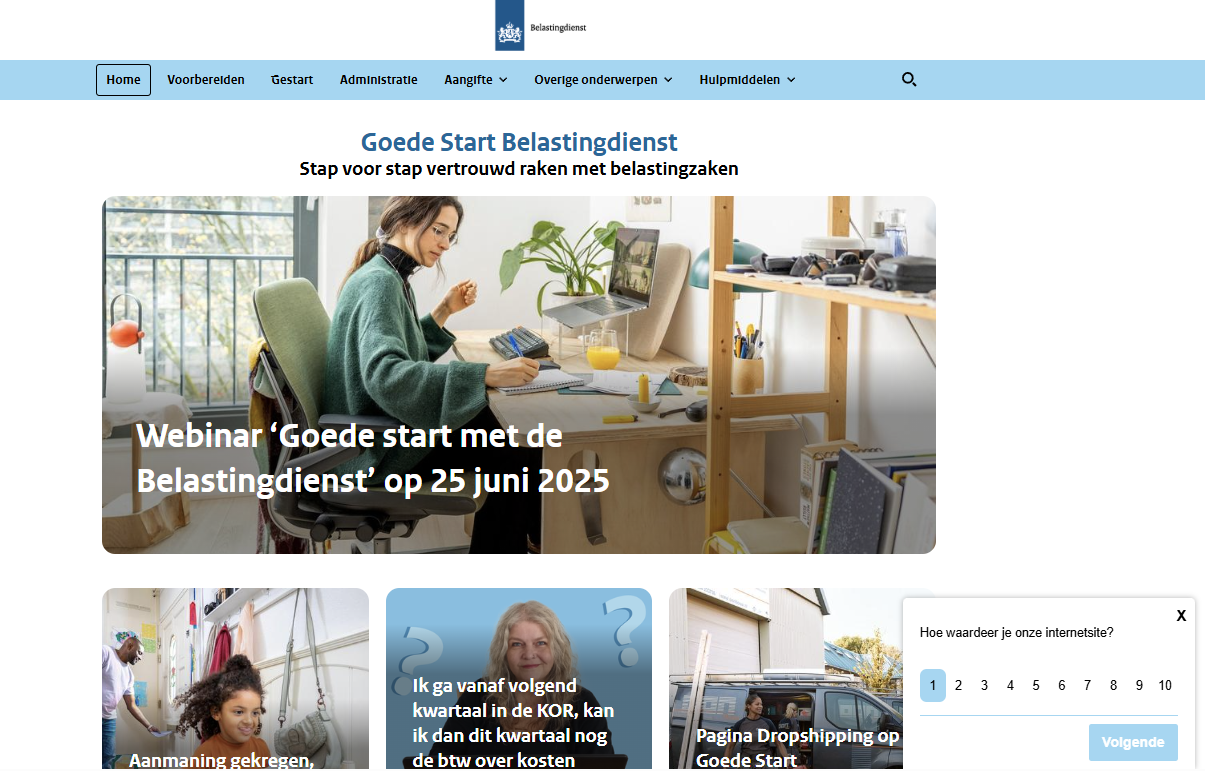 Belastingdienst
Home Voorbereiden Gestart Administratie Aangifte Overige onderwerpen Hulpmiddelen
Goede Start Belastingdienst
Stap voor stap vertrouwd raken met belastingzaken
Webinar ‘Goede start met de
Belastingdienst’ op 25 juni 2025
Aanmaning gekregen,
? ?
Ik ga vanaf volgend
kwartaal in de KOR, kan
ik dan dit kwartaal nog
de btw over kosten
Pagina Dropshipping op
Goede Start
X
Hoe waardeer je onze internetsite?
1 2 3 4 5 6 7 8 9 10
Volgende